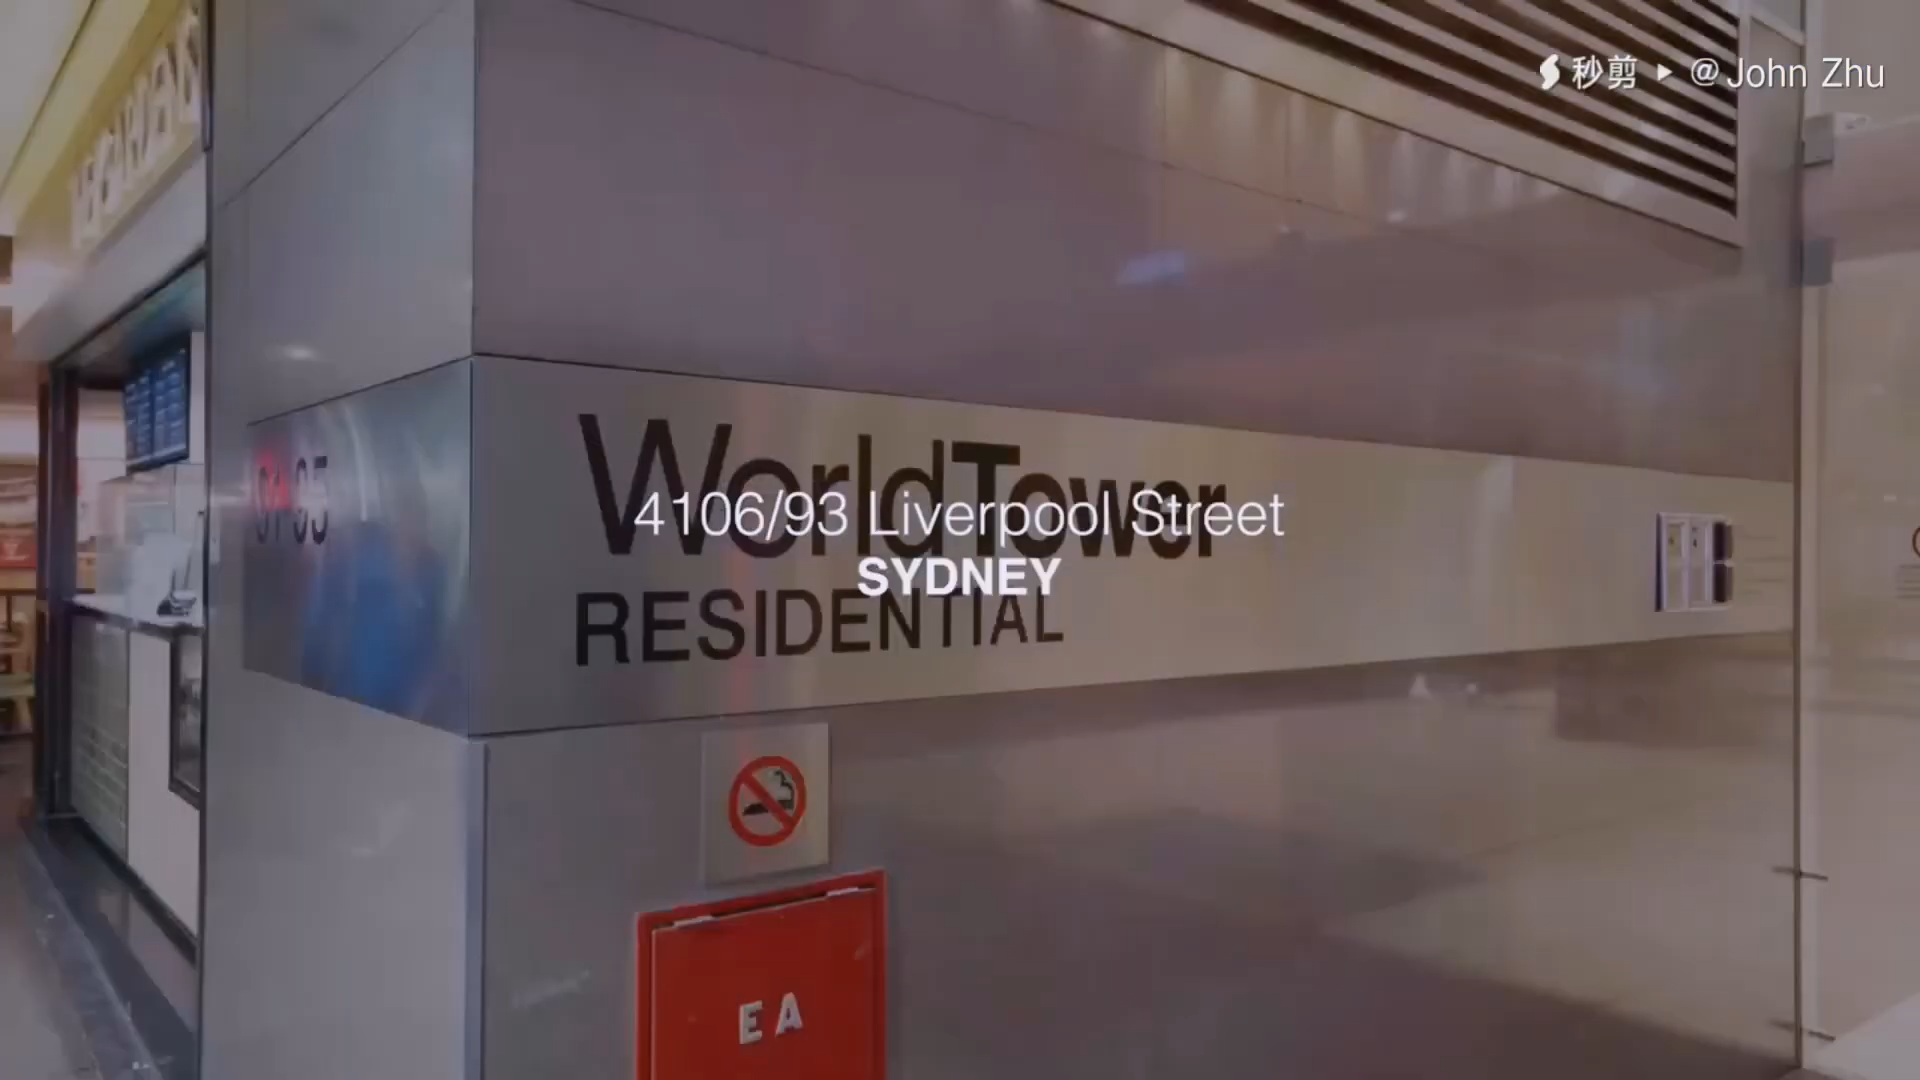 秒剪 @John Zhu
WorldTower
4106/93 Liverpool Street
SYDNEY
RESIDENTIAL
EA